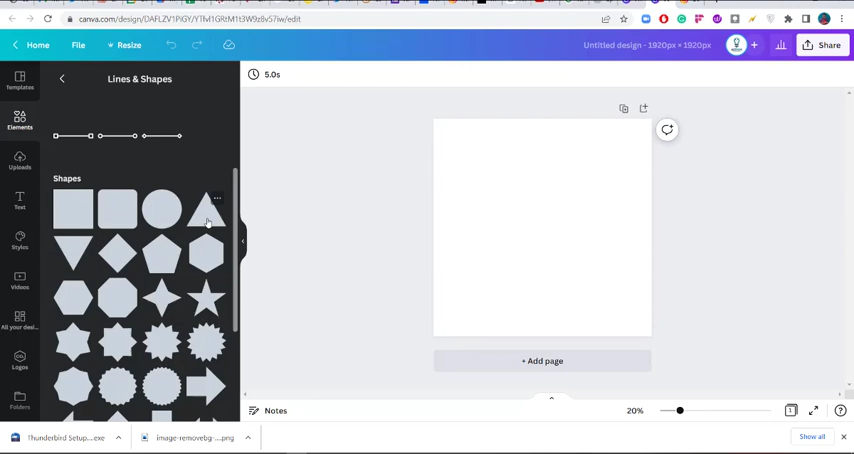 canva.com/design/DAFLZV1PiGY/YTlvl1GRtM1t3W9z8v57iw/edit
Home File Resize Untitled design - 1920px × 1920px Share
Lines & Shapes 5.0s
Templates
Elements
Uploads
Text
Styles
Videos
All your desi...
Logos
Folders
Shapes
+ Add page
Notes 20% 1
Thunderbird Setup....exe image-removebg-....png Show all